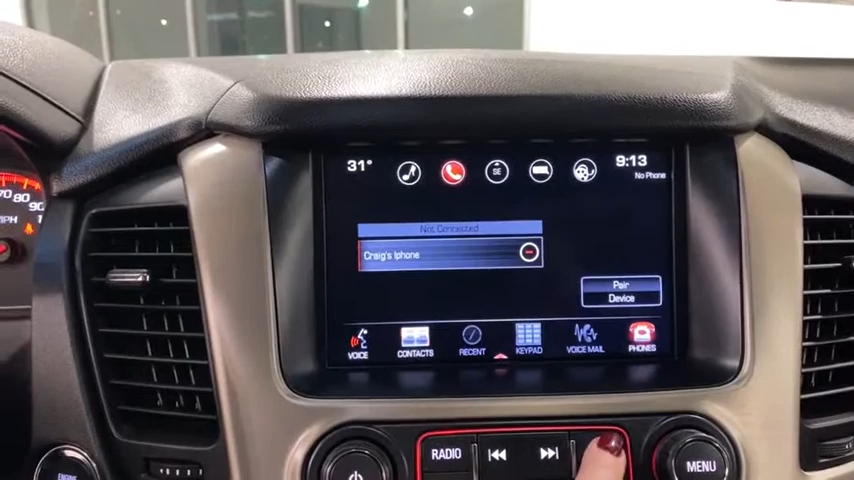 31°
SE
9:13
No Phone
Not Connected
Craig's Iphone
Pair
Device
VOICE
CONTACTS
RECENT
KEYPAD
VOICE MAIL
PHONES
70
80
90
MPH
RADIO
MENU
ENGINE